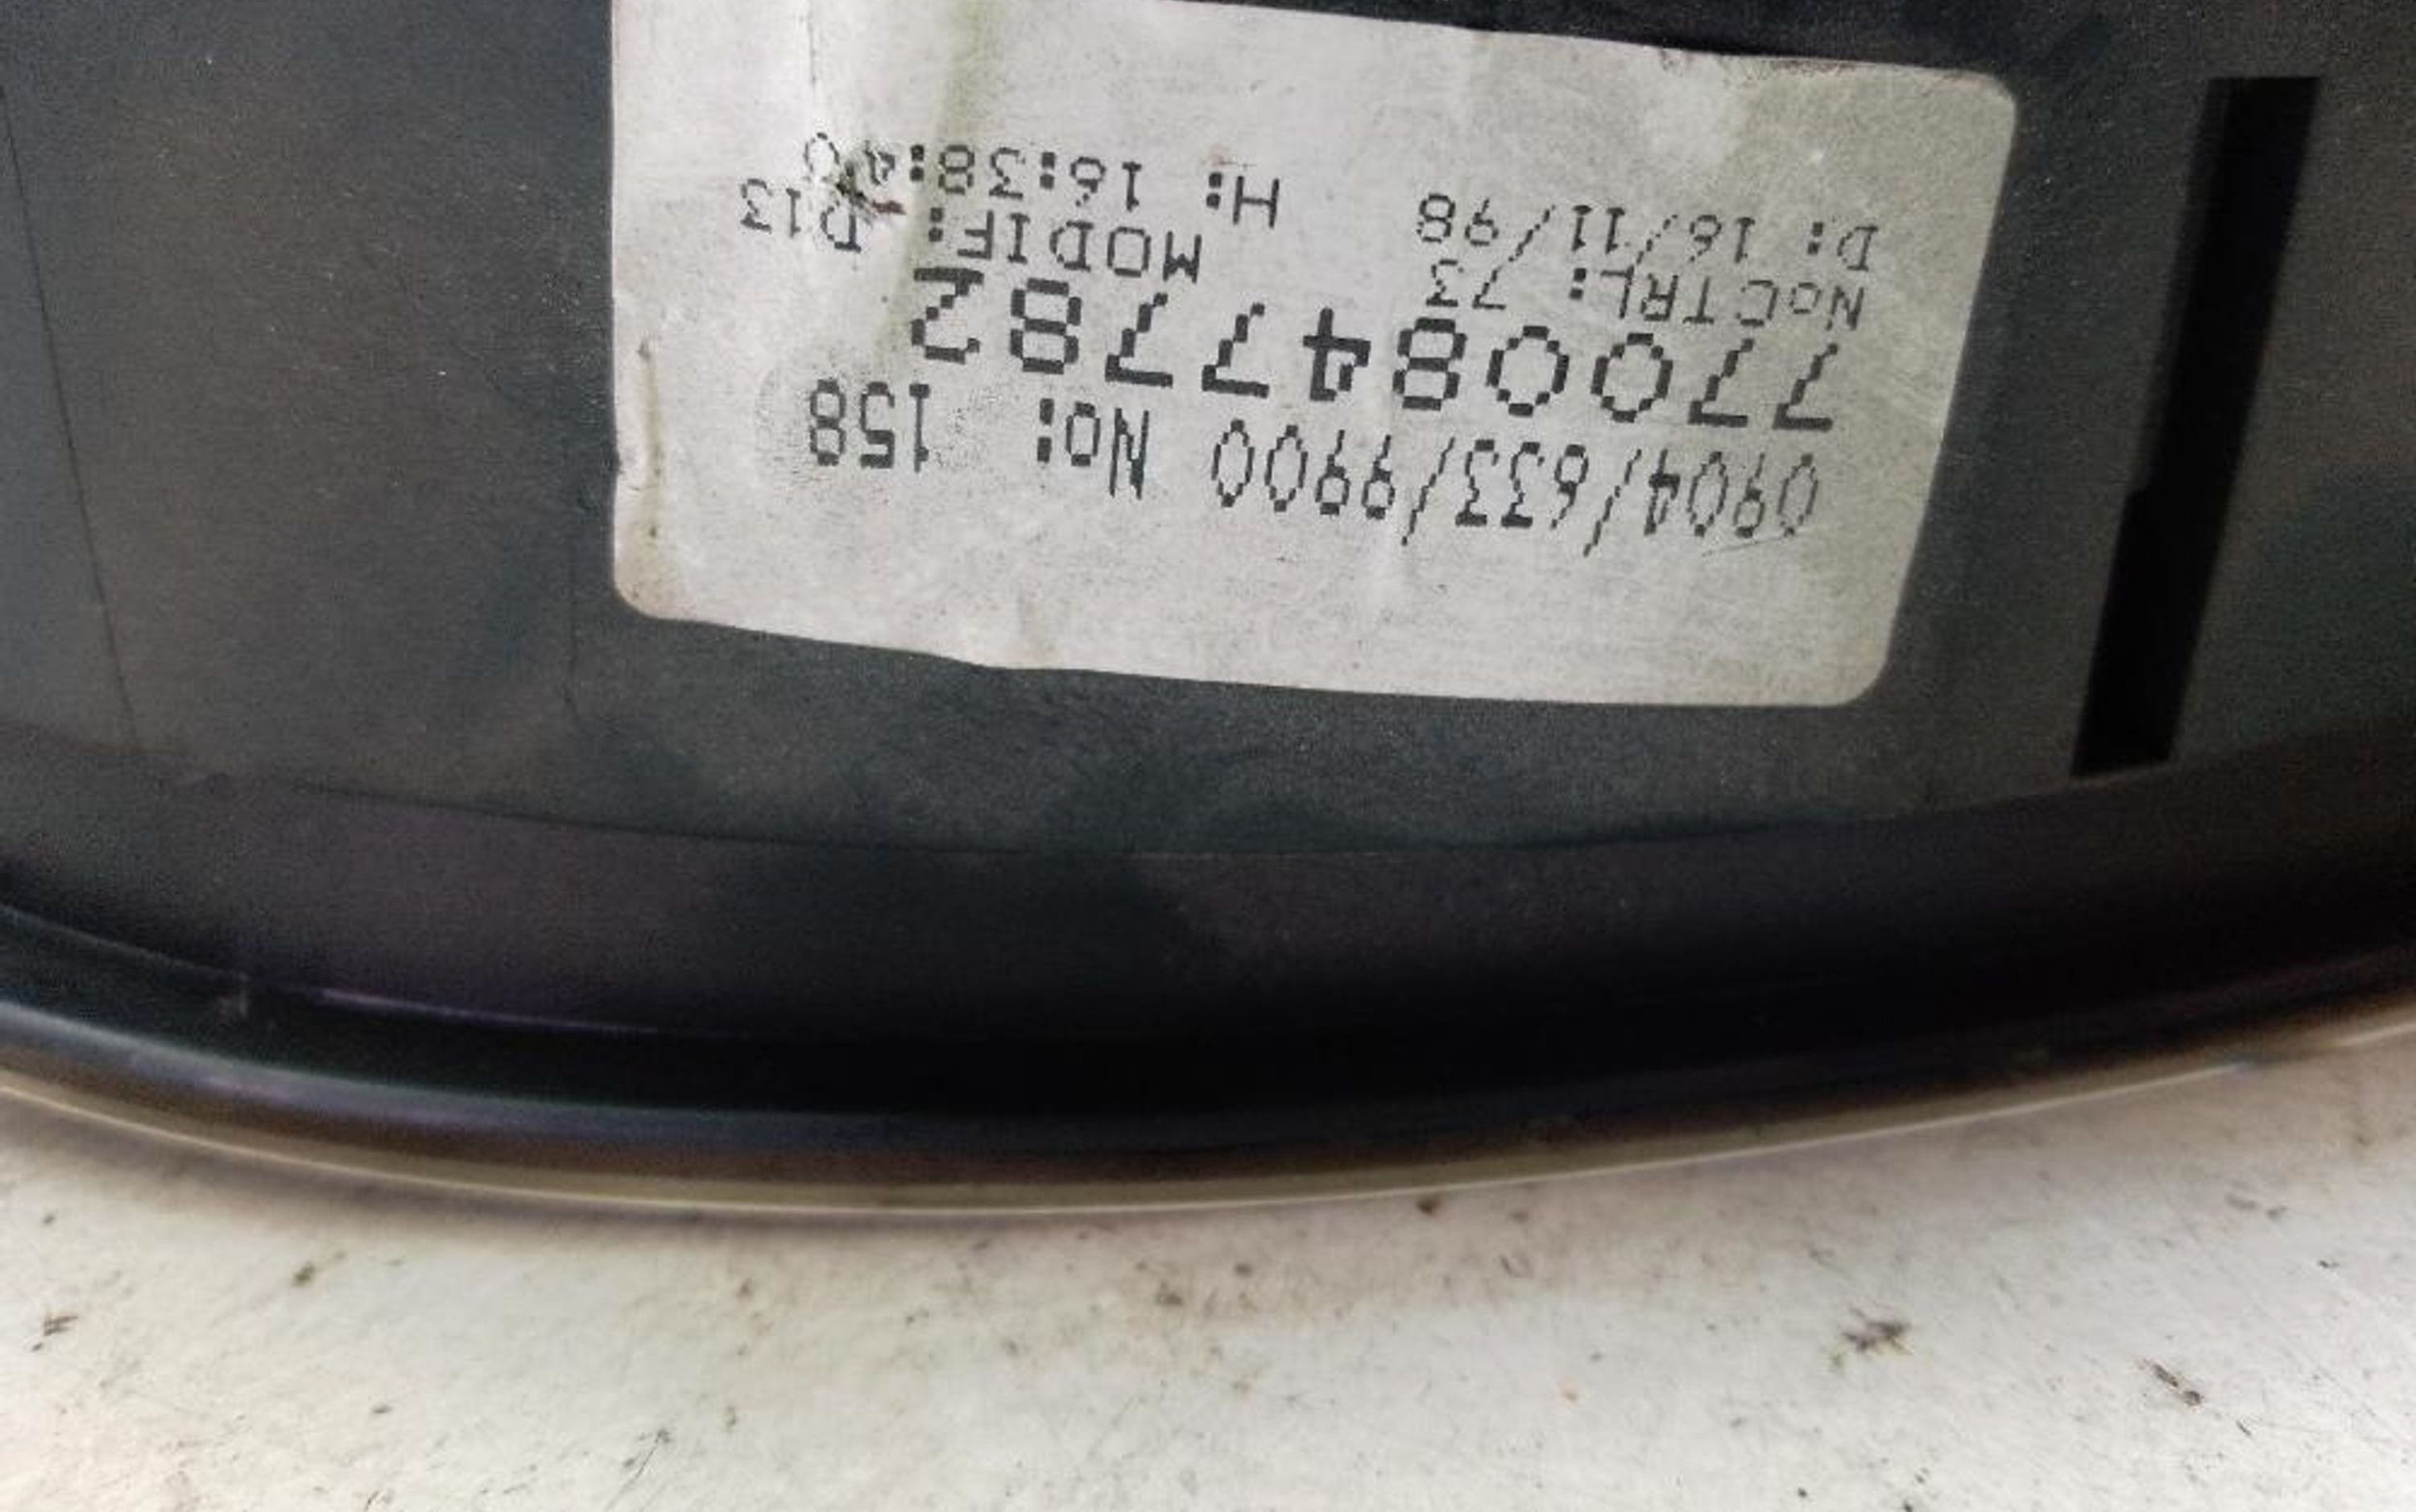 0904/633/9900 No: 158
7700847782
NoCTRL: 73 MODIF: D13
D: 16/11/98 H: 16:38:40